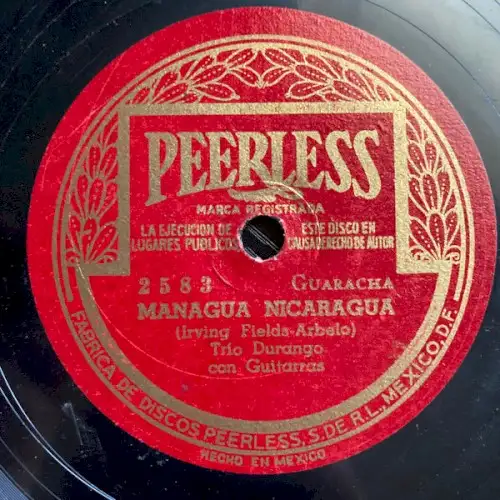 PEERLESS
MARCA REGISTRADA
LA EJECUCION DE ESTE DISCO EN
LUGARES PUBLICOS CAUSA DERECHO DE AUTOR
2583 GUARACHA
MANAGUA NICARAGUA
(Irving Fields-Arbelo)
Trio Durango
con Guitarras
FABRICA DE DISCOS PEERLESS, S. DE R.L., MEXICO, D.F.
HECHO EN MEXICO